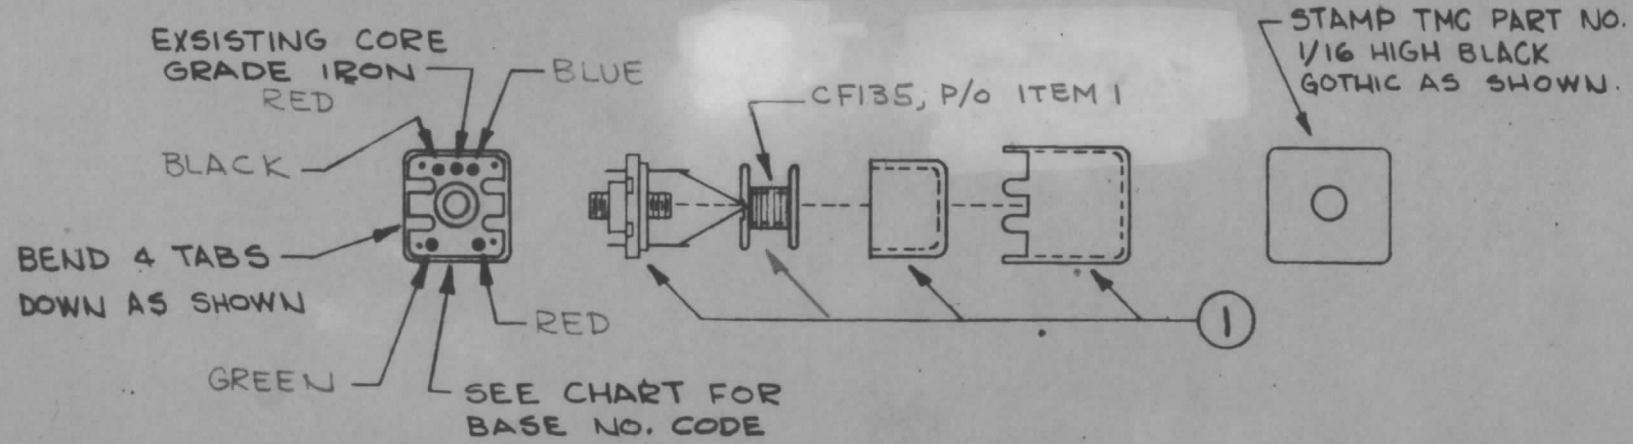 EXSISTING CORE
GRADE IRON
RED
BLUE
BLACK
BEND 4 TABS
DOWN AS SHOWN
GREEN
RED
SEE CHART FOR
BASE NO. CODE
CF135, P/O ITEM 1
1
STAMP TMC PART NO.
1/16 HIGH BLACK
GOTHIC AS SHOWN.